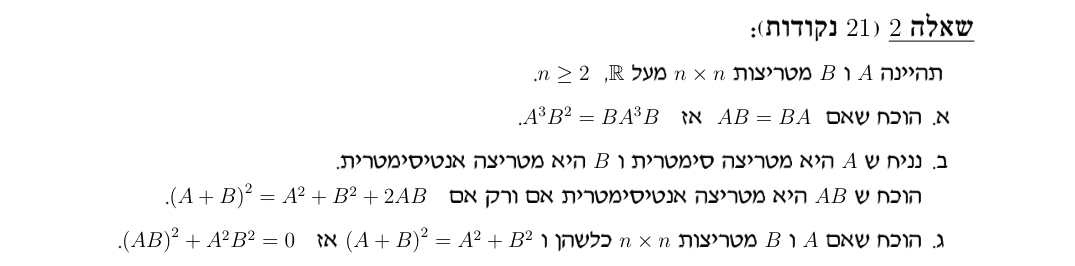 שאלה 2 (21 נקודות):
תהיינה A ו B מטריצות n × n מעל ℝ, n ≥ 2.
א. הוכח שאם AB = BA אז A³B² = BA³B.
ב. נניח ש A היא מטריצה סימטרית ו B היא מטריצה אנטיסימטרית.
הוכח ש AB היא מטריצה אנטיסימטרית אם ורק אם (A + B)² = A² + B² + 2AB.
ג. הוכח שאם A ו B מטריצות n × n כלשהן ו (A + B)² = A² + B² אז (AB)² + A²B² = 0.